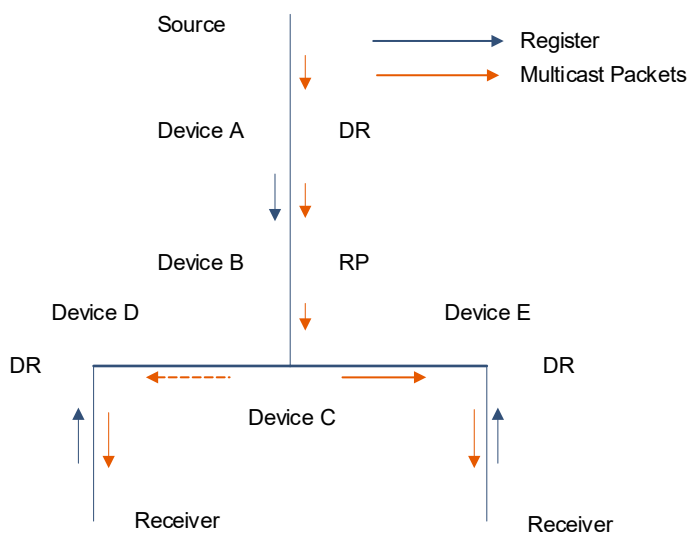 Source
Register
Multicast Packets
Device A
DR
Device B
RP
Device D
Device E
DR
DR
Device C
Receiver
Receiver